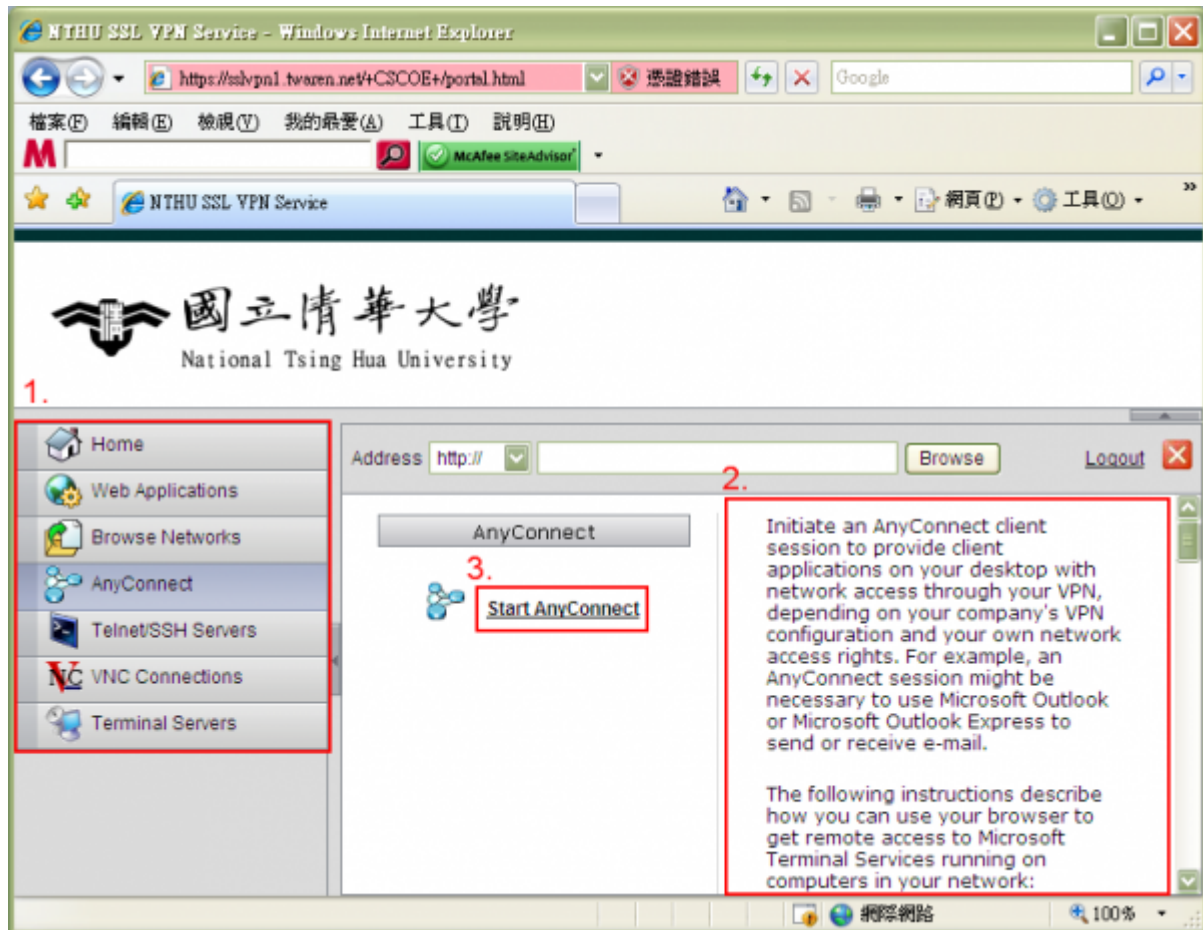 NTHU SSL VPN Service - Windows Internet Explorer
https://sslvpn1.twaren.net/+CSCOE+/portal.html
憑證錯誤
Google
檔案(F) 編輯(E) 檢視(V) 我的最愛(A) 工具(T) 說明(H)
M
McAfee SiteAdvisor
NTHU SSL VPN Service
網頁(P)
工具(O)
»
國立清華大學
National Tsing Hua University
1.
Home
Web Applications
Browse Networks
AnyConnect
Telnet/SSH Servers
VNC Connections
Terminal Servers
Address http://
Browse
Logout
AnyConnect
3.
Start AnyConnect
2.
Initiate an AnyConnect client
session to provide client
applications on your desktop with
network access through your VPN,
depending on your company's VPN
configuration and your own network
access rights. For example, an
AnyConnect session might be
necessary to use Microsoft Outlook
or Microsoft Outlook Express to
send or receive e-mail.
The following instructions describe
how you can use your browser to
get remote access to Microsoft
Terminal Services running on
computers in your network:
網際網路
100%